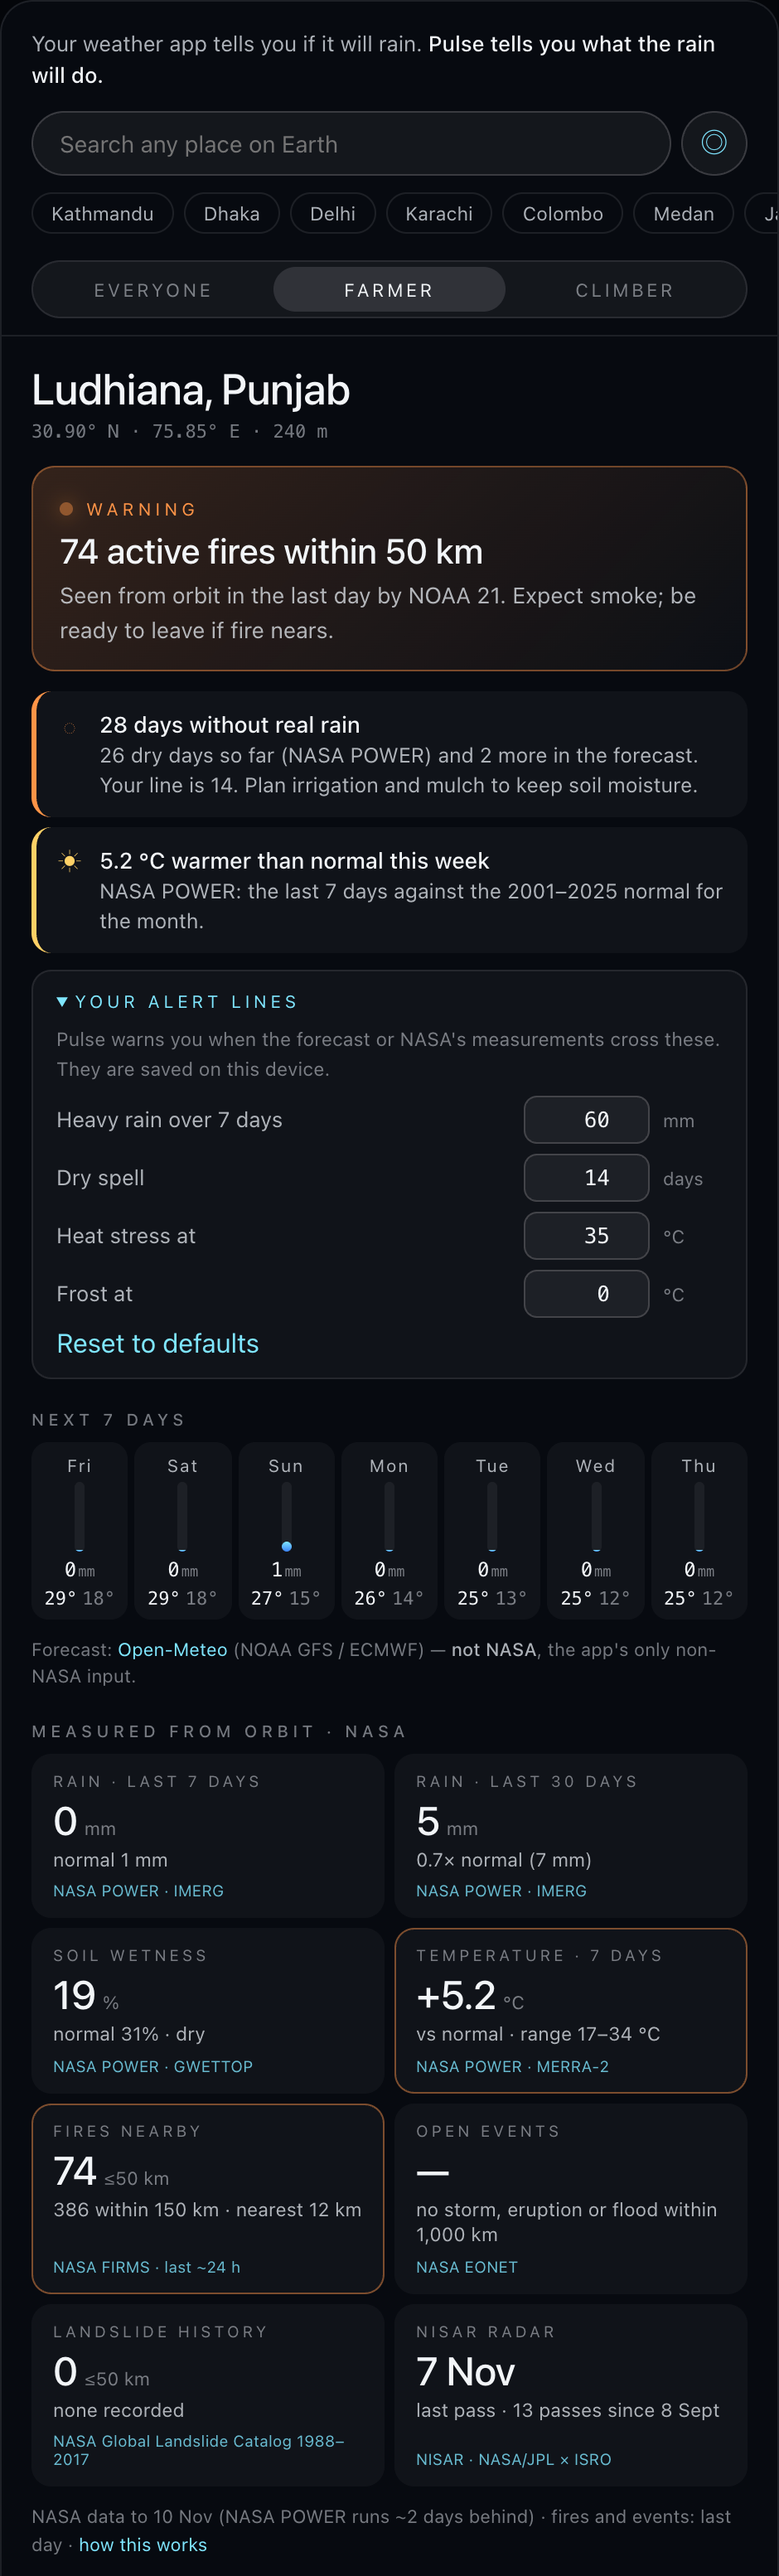 Your weather app tells you if it will rain. Pulse tells you what the rain
will do.
Search any place on Earth
Kathmandu Dhaka Delhi Karachi Colombo Medan
EVERYONE FARMER CLIMBER
Ludhiana, Punjab
30.90° N · 75.85° E · 240 m
WARNING
74 active fires within 50 km
Seen from orbit in the last day by NOAA 21. Expect smoke; be
ready to leave if fire nears.
28 days without real rain
26 dry days so far (NASA POWER) and 2 more in the forecast.
Your line is 14. Plan irrigation and mulch to keep soil moisture.
5.2 °C warmer than normal this week
NASA POWER: the last 7 days against the 2001–2025 normal for
the month.
▼ YOUR ALERT LINES
Pulse warns you when the forecast or NASA's measurements cross these.
They are saved on this device.
Heavy rain over 7 days 60 mm
Dry spell 14 days
Heat stress at 35 °C
Frost at 0 °C
Reset to defaults
NEXT 7 DAYS
Fri Sat Sun Mon Tue Wed Thu
0mm 0mm 1mm 0mm 0mm 0mm 0mm
29° 18° 29° 18° 27° 15° 26° 14° 25° 13° 25° 12° 25° 12°
Forecast: Open-Meteo (NOAA GFS / ECMWF) — not NASA, the app's only non-
NASA input.
MEASURED FROM ORBIT · NASA
RAIN · LAST 7 DAYS
0 mm
normal 1 mm
NASA POWER · IMERG
RAIN · LAST 30 DAYS
5 mm
0.7× normal (7 mm)
NASA POWER · IMERG
SOIL WETNESS
19 %
normal 31% · dry
NASA POWER · GWETTOP
TEMPERATURE · 7 DAYS
+5.2 °C
vs normal · range 17–34 °C
NASA POWER · MERRA-2
FIRES NEARBY
74 ≤50 km
386 within 150 km · nearest 12 km
NASA FIRMS · last ~24 h
OPEN EVENTS
—
no storm, eruption or flood within
1,000 km
NASA EONET
LANDSLIDE HISTORY
0 ≤50 km
none recorded
NASA Global Landslide Catalog 1988–
2017
NISAR RADAR
7 Nov
last pass · 13 passes since 8 Sept
NISAR · NASA/JPL × ISRO
NASA data to 10 Nov (NASA POWER runs ~2 days behind) · fires and events: last
day · how this works